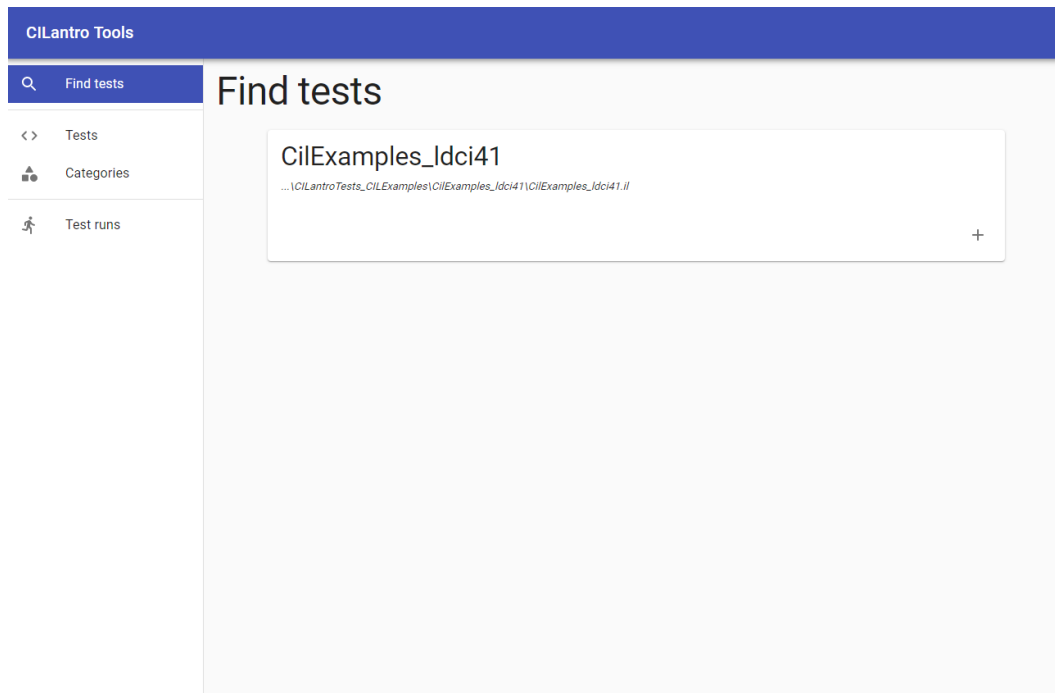 CILantro Tools
Find tests
Tests
Categories
Test runs
Find tests
CilExamples_ldci41
...\CILantroTests_CILExamples\CilExamples_ldci41\CilExamples_ldci41.il